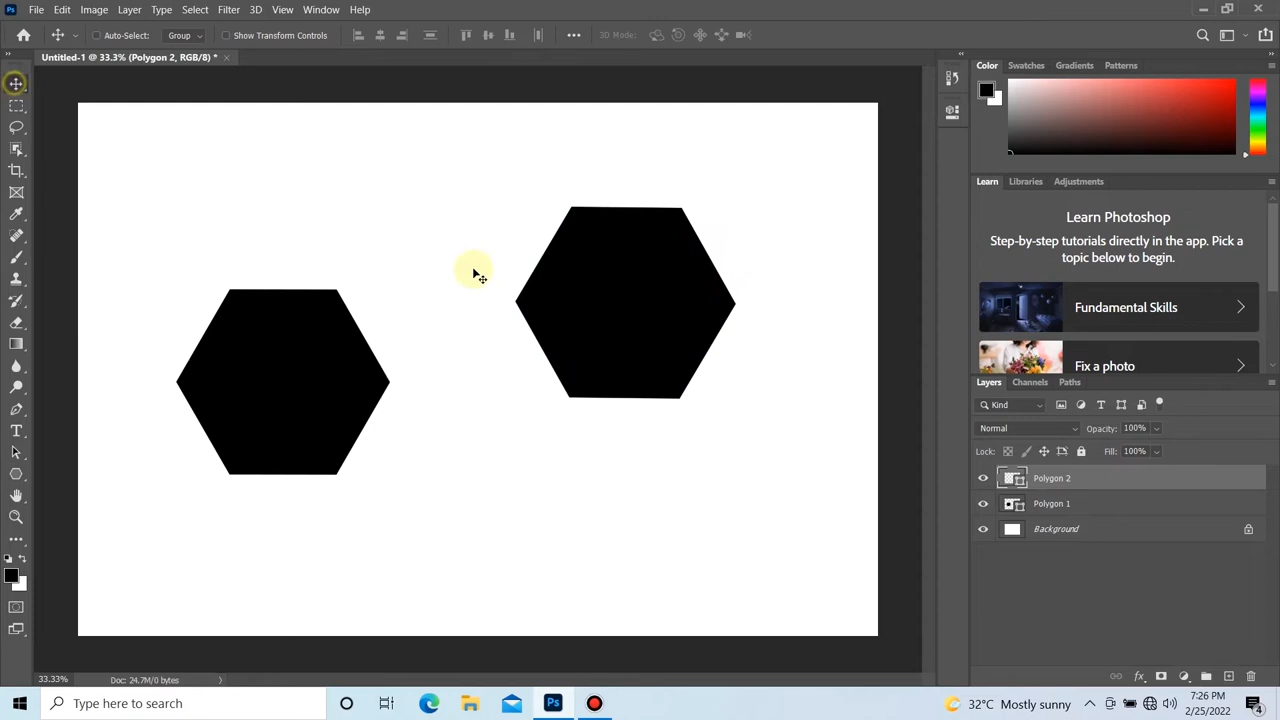 Ps File Edit Image Layer Type Select Filter 3D View Window Help
Auto-Select: Group Show Transform Controls 3D Mode:
Untitled-1 @ 33.3% (Polygon 2, RGB/8) *
Color Swatches Gradients Patterns
Learn Libraries Adjustments
Learn Photoshop
Step-by-step tutorials directly in the app. Pick a
topic below to begin.
Fundamental Skills
Fix a photo
Layers Channels Paths
Kind
Normal Opacity: 100%
Lock: Fill: 100%
Polygon 2
Polygon 1
Background
33.33% Doc: 24.7M/0 bytes
Type here to search
Ps
32°C Mostly sunny
7:26 PM
2/25/2022
4